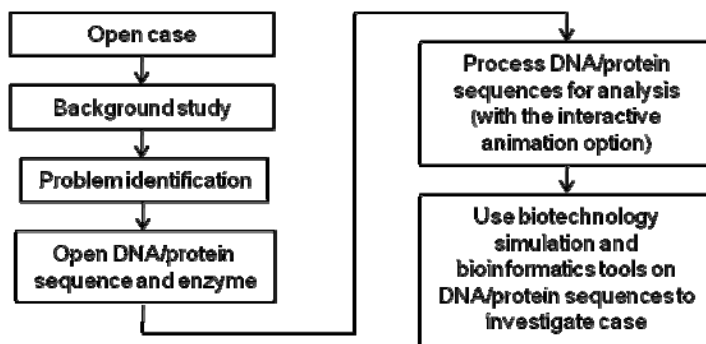 Open case
Background study
Problem identification
Open DNA/protein
sequence and enzyme
Process DNA/protein
sequences for analysis
(with the interactive
animation option)
Use biotechnology
simulation and
bioinformatics tools on
DNA/protein sequences to
investigate case